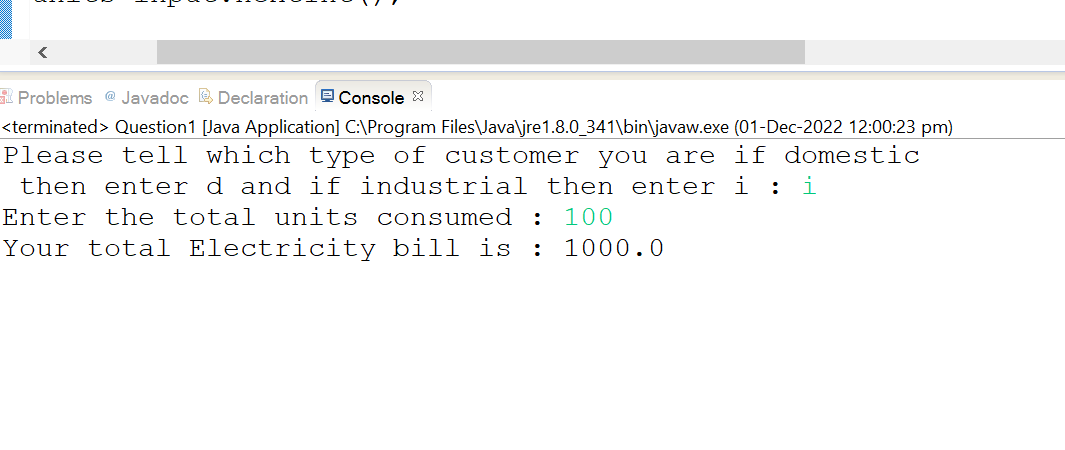 Problems @ Javadoc Declaration Console
<terminated> Question1 [Java Application] C:\Program Files\Java\jre1.8.0_341\bin\javaw.exe (01-Dec-2022 12:00:23 pm)
Please tell which type of customer you are if domestic
then enter d and if industrial then enter i : i
Enter the total units consumed : 100
Your total Electricity bill is : 1000.0